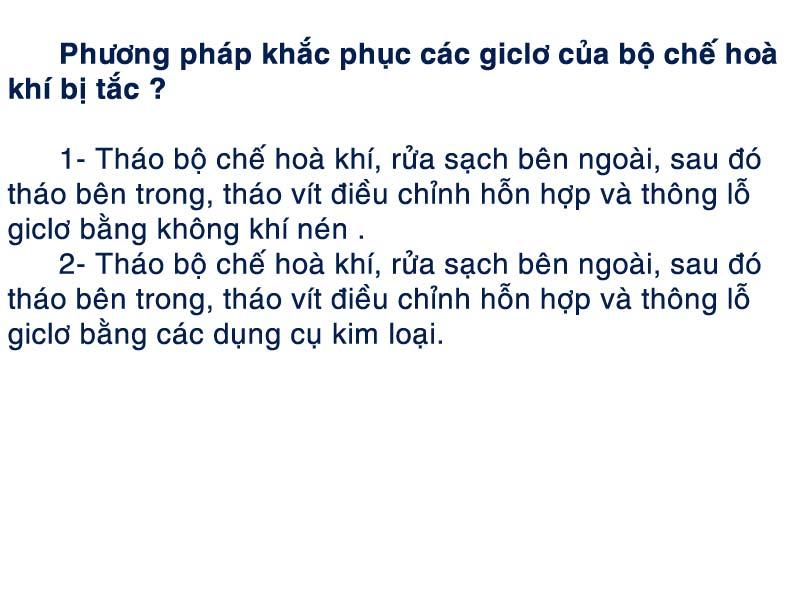 Phương pháp khắc phục các giclơ của bộ chế hoà
khí bị tắc ?
1- Tháo bộ chế hoà khí, rửa sạch bên ngoài, sau đó
tháo bên trong, tháo vít điều chỉnh hỗn hợp và thông lỗ
giclơ bằng không khí nén .
2- Tháo bộ chế hoà khí, rửa sạch bên ngoài, sau đó
tháo bên trong, tháo vít điều chỉnh hỗn hợp và thông lỗ
giclơ bằng các dụng cụ kim loại.